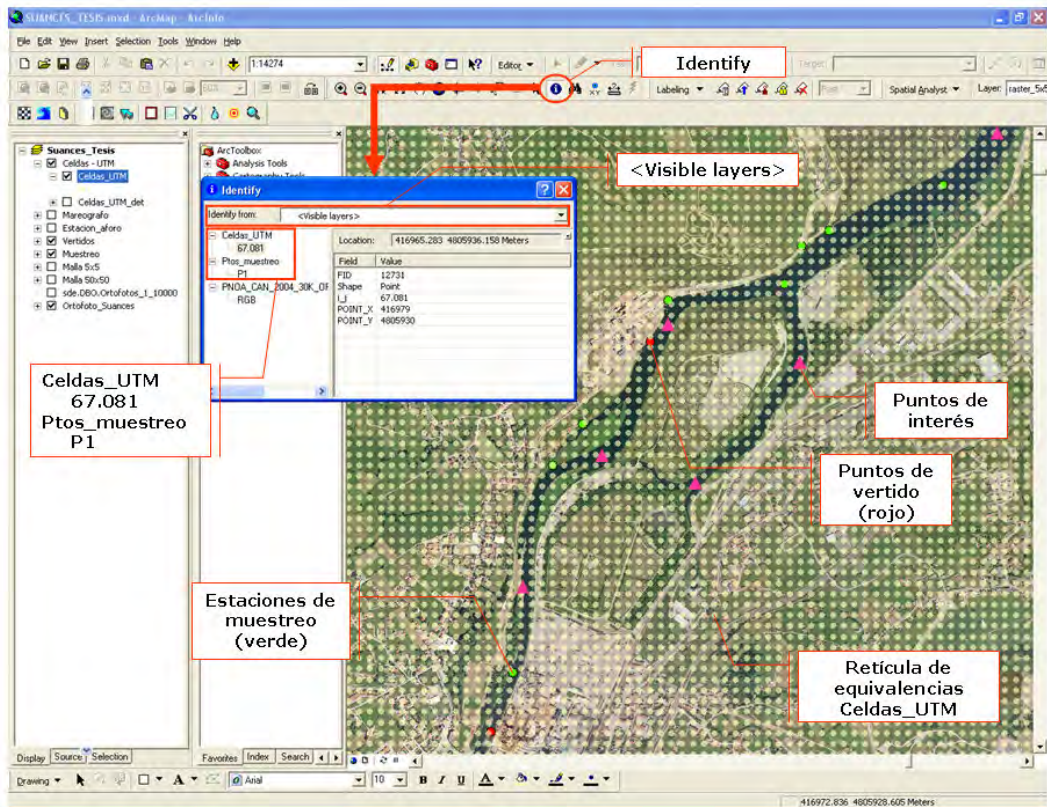 SUANCES_TESIS.mxd - ArcMap - ArcInfo
File Edit View Insert Selection Tools Window Help
1:14274
Editor
Target:
Identify
Labeling
Spatial Analyst
Layer: raster_5x5
Suances_Tesis
Celdas - UTM
Celdas_UTM
Celdas_UTM_det
Mareografo
Estacion_aforo
Vertidos
Muestreo
Malla 5x5
Malla 50x50
sde.DBO.Ortofotos_1_10000
Ortofoto_Suances
ArcToolbox
Analysis Tools
Cartography Tools
<Visible layers>
Identify
Identify from: <Visible layers>
Celdas_UTM
67.081
Ptos_muestreo
P1
PNOA_CAN_2004_30K_OF
RGB
Location: 416965.283 4805936.158 Meters
Field Value
FID 12731
Shape Point
i_j 67.081
POINT_X 416979
POINT_Y 4805930
Celdas_UTM
67.081
Ptos_muestreo
P1
Puntos de
interés
Puntos de
vertido
(rojo)
Estaciones de
muestreo
(verde)
Retícula de
equivalencias
Celdas_UTM
Display Source Selection
Favorites Index Search
Drawing
Arial
10
B I U A
416972.836 4805928.605 Meters